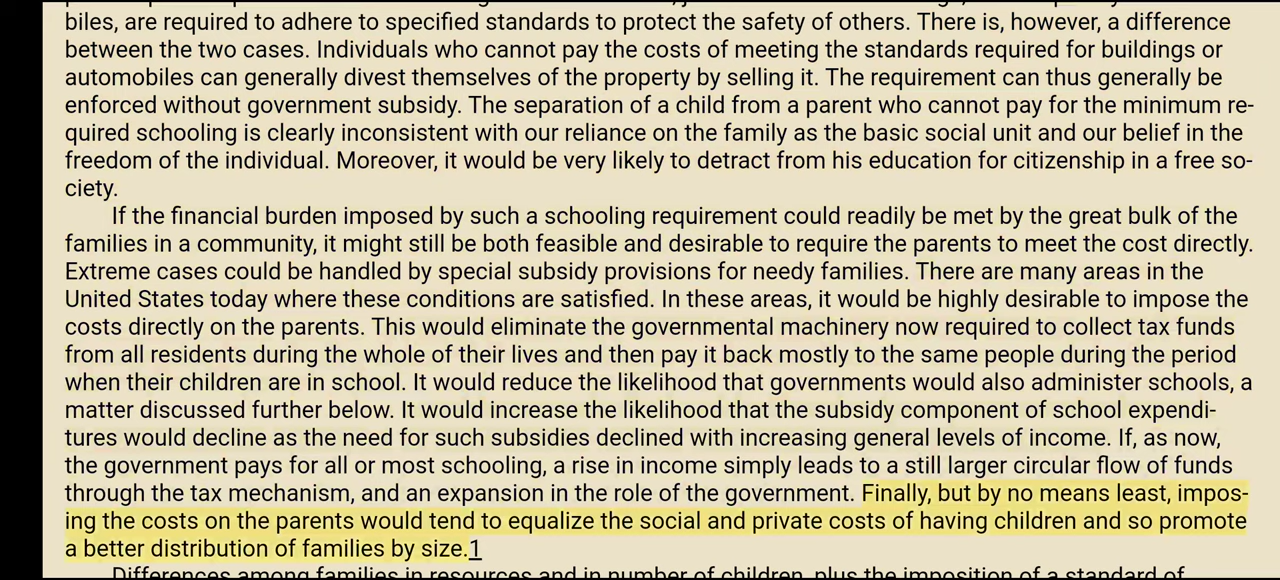 biles, are required to adhere to specified standards to protect the safety of others. There is, however, a difference
between the two cases. Individuals who cannot pay the costs of meeting the standards required for buildings or
automobiles can generally divest themselves of the property by selling it. The requirement can thus generally be
enforced without government subsidy. The separation of a child from a parent who cannot pay for the minimum re-
quired schooling is clearly inconsistent with our reliance on the family as the basic social unit and our belief in the
freedom of the individual. Moreover, it would be very likely to detract from his education for citizenship in a free so-
ciety.
If the financial burden imposed by such a schooling requirement could readily be met by the great bulk of the
families in a community, it might still be both feasible and desirable to require the parents to meet the cost directly.
Extreme cases could be handled by special subsidy provisions for needy families. There are many areas in the
United States today where these conditions are satisfied. In these areas, it would be highly desirable to impose the
costs directly on the parents. This would eliminate the governmental machinery now required to collect tax funds
from all residents during the whole of their lives and then pay it back mostly to the same people during the period
when their children are in school. It would reduce the likelihood that governments would also administer schools, a
matter discussed further below. It would increase the likelihood that the subsidy component of school expendi-
tures would decline as the need for such subsidies declined with increasing general levels of income. If, as now,
the government pays for all or most schooling, a rise in income simply leads to a still larger circular flow of funds
through the tax mechanism, and an expansion in the role of the government. Finally, but by no means least, impos-
ing the costs on the parents would tend to equalize the social and private costs of having children and so promote
a better distribution of families by size.1
Differences among families in resources and in number of children, plus the imposition of a standard of